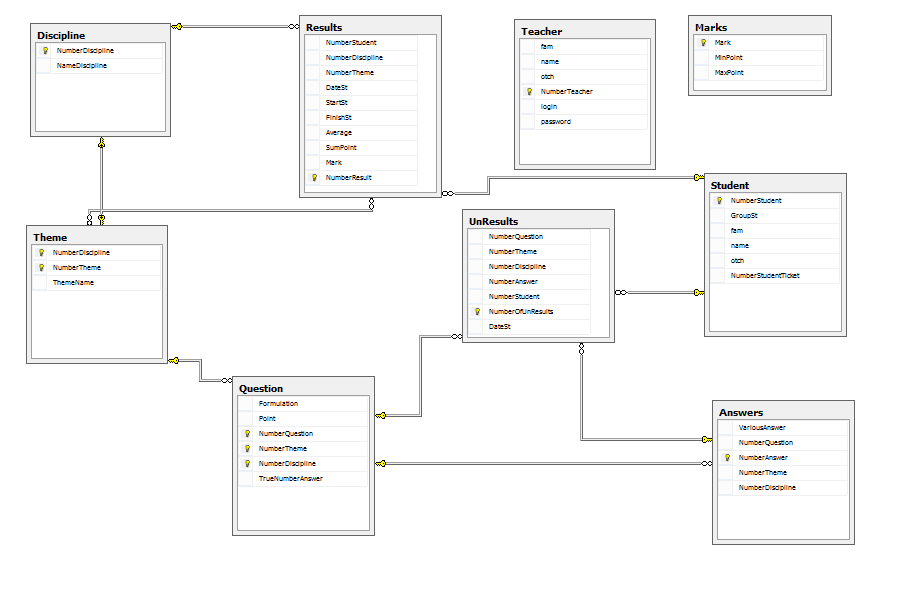 Discipline
NumberDiscipline
NameDiscipline
Results
NumberStudent
NumberDiscipline
NumberTheme
DateSt
StartSt
FinishSt
Average
SumPoint
Mark
NumberResult
Teacher
fam
name
otch
NumberTeacher
login
password
Marks
Mark
MinPoint
MaxPoint
Student
NumberStudent
GroupSt
fam
name
otch
NumberStudentTicket
UnResults
NumberQuestion
NumberTheme
NumberDiscipline
NumberAnswer
NumberStudent
NumberOfUnResults
DateSt
Theme
NumberDiscipline
NumberTheme
ThemeName
Question
Formulation
Point
NumberQuestion
NumberTheme
NumberDiscipline
TrueNumberAnswer
Answers
VariousAnswer
NumberQuestion
NumberAnswer
NumberTheme
NumberDiscipline